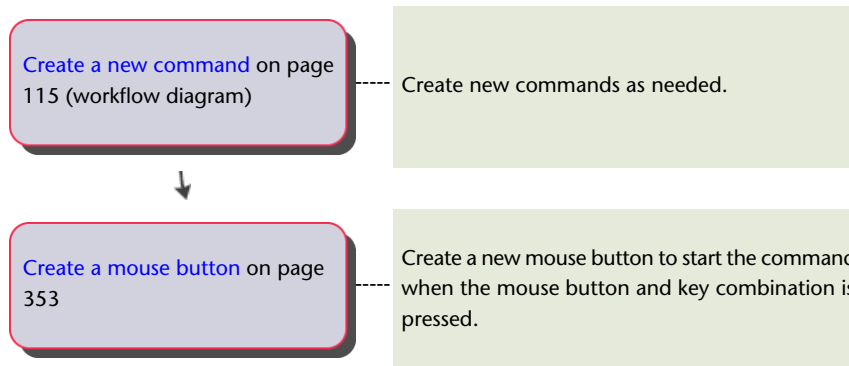 Create a new command on page
115 (workflow diagram)
Create new commands as needed.
Create a mouse button on page
353
Create a new mouse button to start the command
when the mouse button and key combination is
pressed.